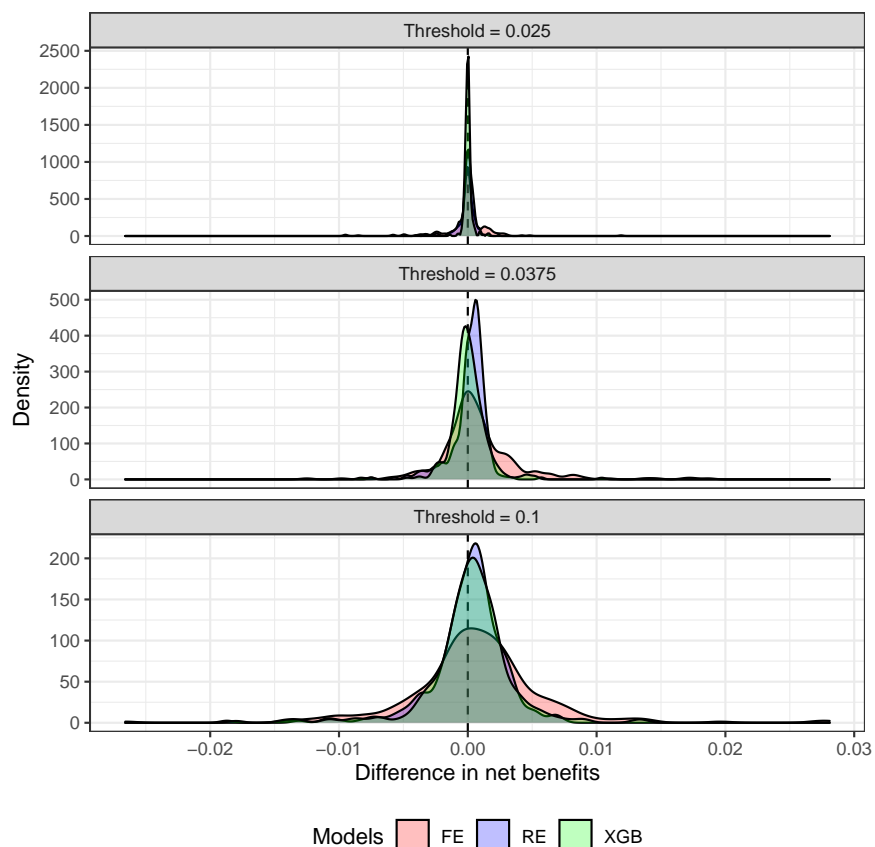 Threshold = 0.025
2500
2000
1500
1000
500
0
Threshold = 0.0375
500
400
300
200
100
0
Threshold = 0.1
200
150
100
50
0
Density
−0.02 −0.01 0.00 0.01 0.02 0.03
Difference in net benefits
Models FE RE XGB